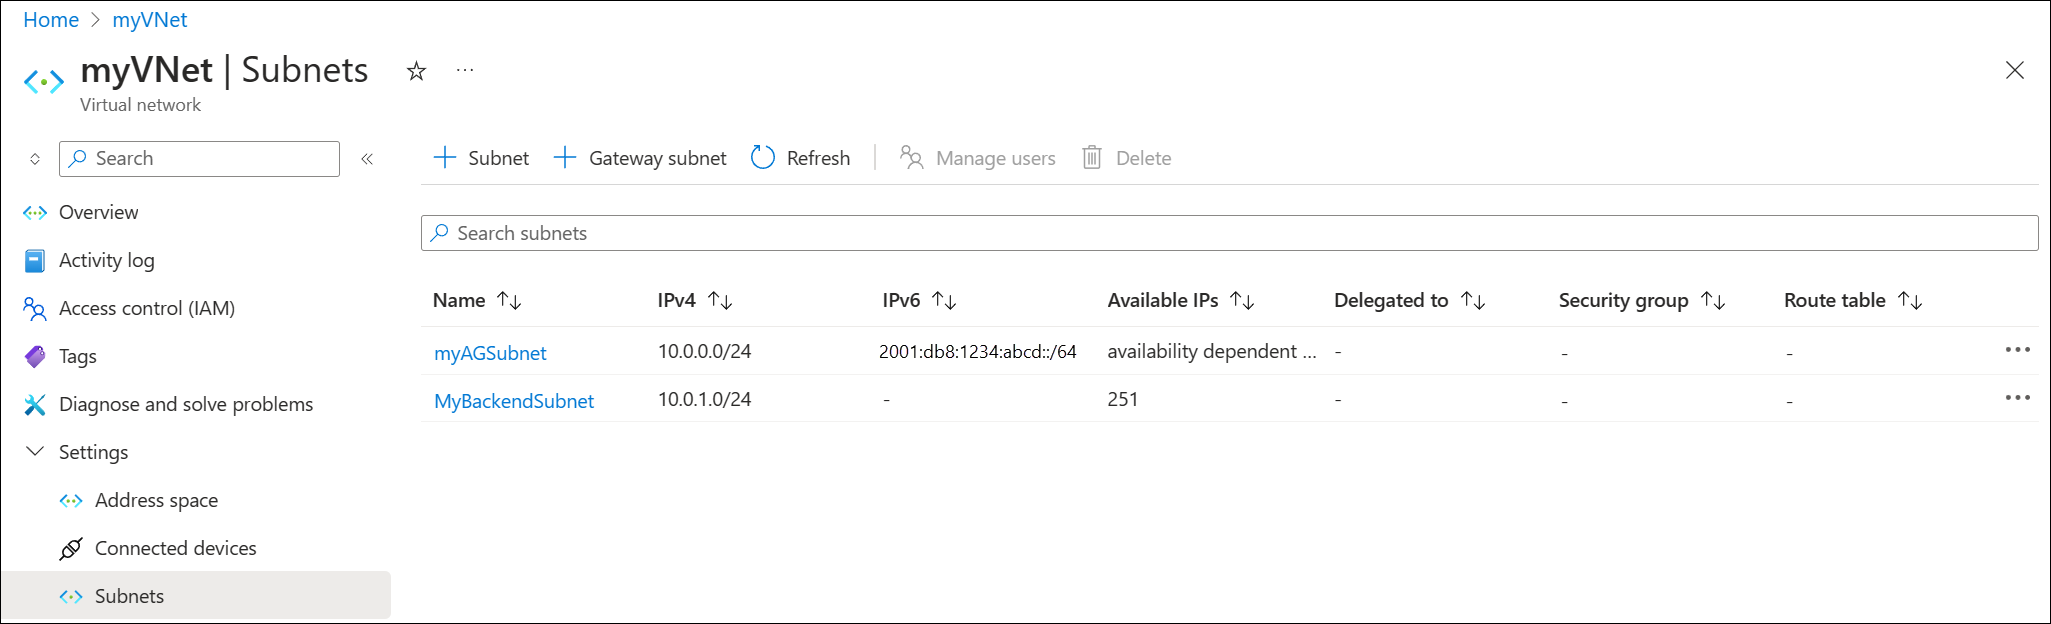 Home > myVNet
myVNet | Subnets ☆ ···
Virtual network
Search «
+ Subnet + Gateway subnet Refresh | Manage users Delete
Overview
Search subnets
Activity log
Name ↑↓ IPv4 ↑↓ IPv6 ↑↓ Available IPs ↑↓ Delegated to ↑↓ Security group ↑↓ Route table ↑↓
Access control (IAM)
myAGSubnet 10.0.0.0/24 2001:db8:1234:abcd::/64 availability dependent ... - - - •••
Tags
MyBackendSubnet 10.0.1.0/24 - 251 - - - •••
Diagnose and solve problems
Settings
Address space
Connected devices
Subnets